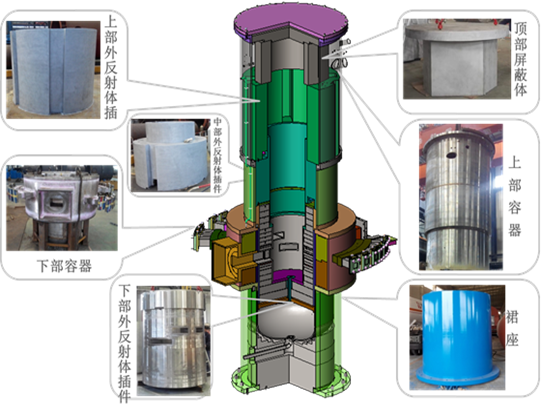 上部外反射体插
顶部屏蔽体
中部外反射体插件
上部容器
下部容器
下部外反射体插件
裙座